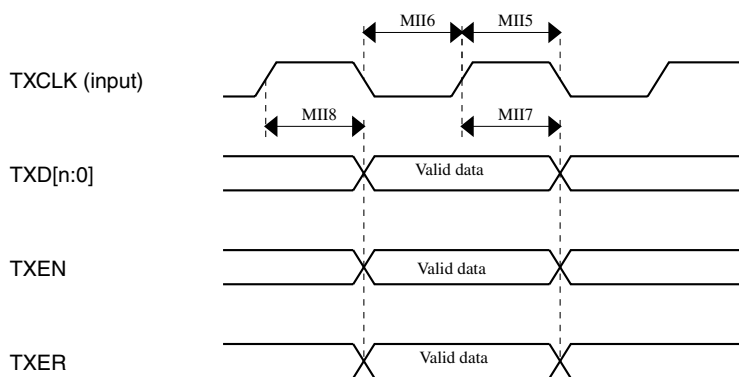 MII6
MII5
TXCLK (input)
MII8
MII7
TXD[n:0]
Valid data
TXEN
Valid data
TXER
Valid data